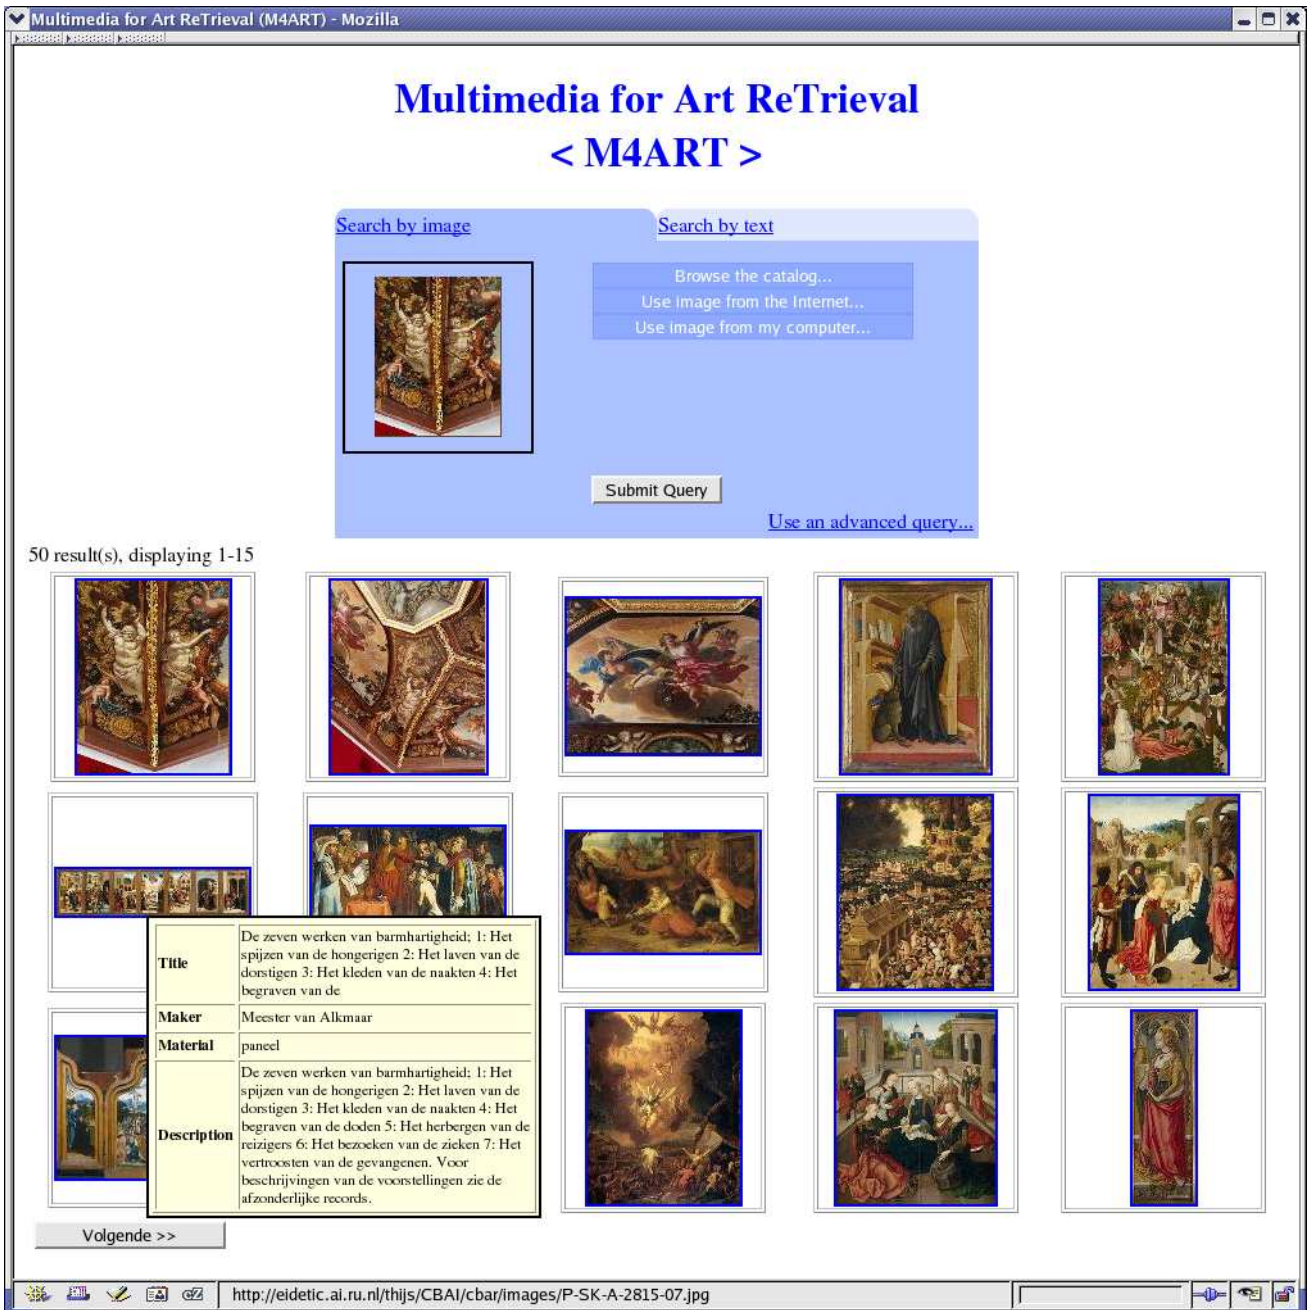 Multimedia for Art ReTrieval (M4ART) - Mozilla
Multimedia for Art ReTrieval
< M4ART >
Search by image
Search by text
Browse the catalog...
Use image from the Internet...
Use image from my computer...
Submit Query
Use an advanced query...
50 result(s), displaying 1-15
Title
De zeven werken van barmhartigheid; 1: Het
spijzen van de hongerigen 2: Het laven van de
dorstigen 3: Het kleden van de naakten 4: Het
begraven van de
Maker
Meester van Alkmaar
Material
paneel
Description
De zeven werken van barmhartigheid; 1: Het
spijzen van de hongerigen 2: Het laven van de
dorstigen 3: Het kleden van de naakten 4: Het
begraven van de doden 5: Het herbergen van de
reizigers 6: Het bezoeken van de zieken 7: Het
vertroosten van de gevangenen. Voor
beschrijvingen van de voorstellingen zie de
afzonderlijke records.
Volgende >>
http://eidetic.ai.ru.nl/thijs/CBAI/cbar/images/P-SK-A-2815-07.jpg